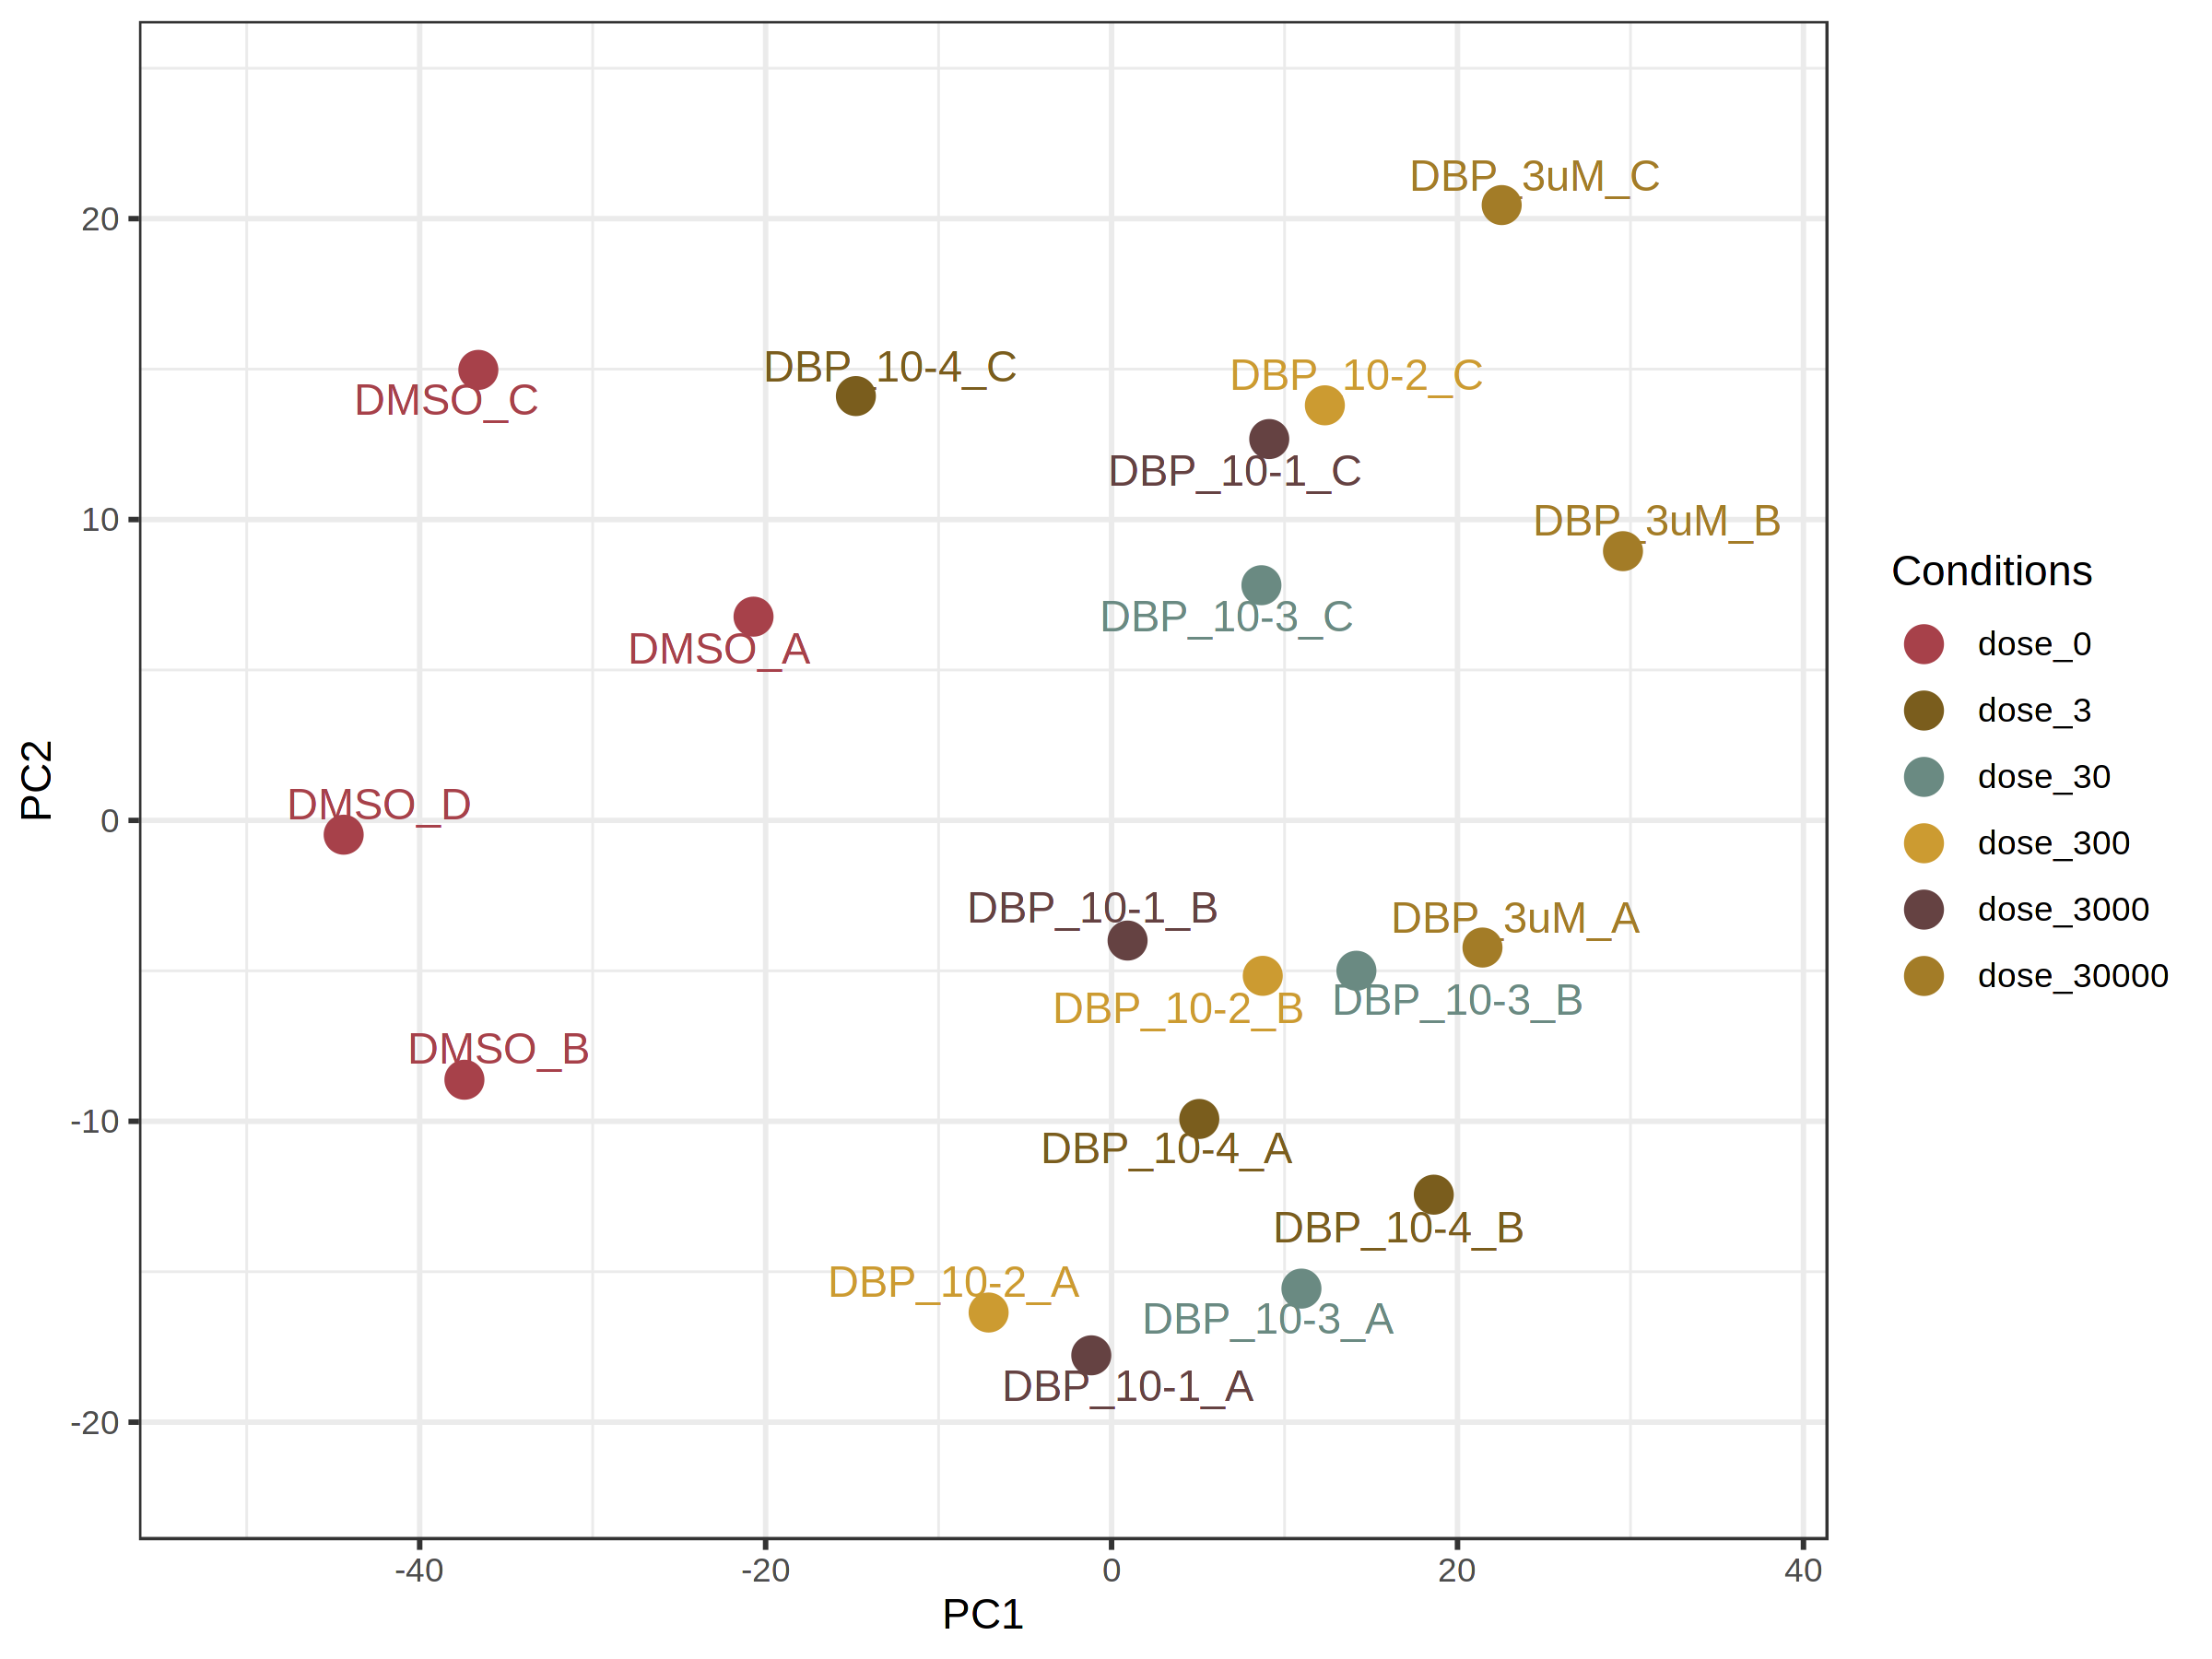 DBP_3uM_C
20
DBP_10-4_C
DBP_10-2_C
DMSO_C
DBP_10-1_C
10
DBP_3uM_B
Conditions
DBP_10-3_C
dose_0
DMSO_A
dose_3
PC2
dose_30
DMSO_D
0
dose_300
DBP_10-1_B
dose_3000
DBP_3uM_A
dose_30000
DBP_10-2_B
DBP_10-3_B
DMSO_B
-10
DBP_10-4_A
DBP_10-4_B
DBP_10-2_A
DBP_10-3_A
DBP_10-1_A
-20
-40 -20 0 20 40
PC1